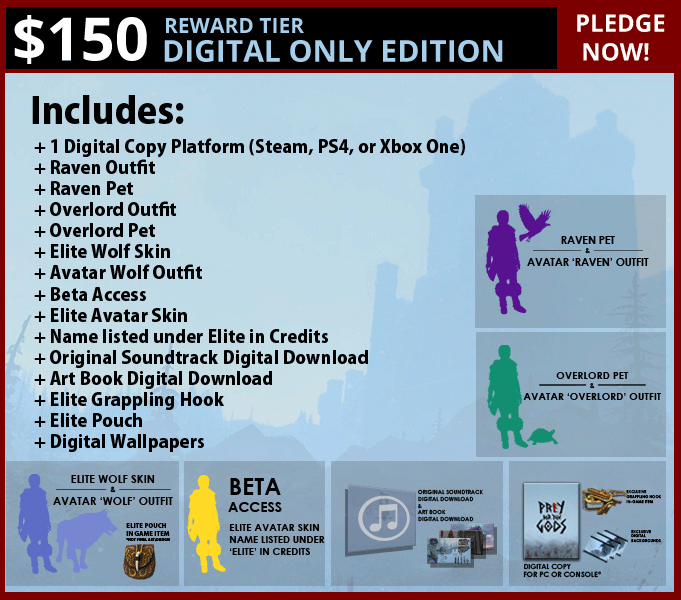 $150 REWARD TIER
DIGITAL ONLY EDITION
PLEDGE
NOW!
Includes:
+ 1 Digital Copy Platform (Steam, PS4, or Xbox One)
+ Raven Outfit
+ Raven Pet
+ Overlord Outfit
+ Overlord Pet
+ Elite Wolf Skin
+ Avatar Wolf Outfit
+ Beta Access
+ Elite Avatar Skin
+ Name listed under Elite in Credits
+ Original Soundtrack Digital Download
+ Art Book Digital Download
+ Elite Grappling Hook
+ Elite Pouch
+ Digital Wallpapers
RAVEN PET
&
AVATAR 'RAVEN' OUTFIT
OVERLORD PET
&
AVATAR 'OVERLORD' OUTFIT
ELITE WOLF SKIN
&
AVATAR 'WOLF' OUTFIT
ELITE POUCH
IN GAME ITEM
*NOT FINAL ART/DESIGN
BETA
ACCESS
ELITE AVATAR SKIN
NAME LISTED UNDER
'ELITE' IN CREDITS
ORIGINAL SOUNDTRACK
DIGITAL DOWNLOAD
&
ART BOOK
DIGITAL DOWNLOAD
PREY
FOR THE
GODS
EXCLUSIVE
GRAPPLING HOOK
IN-GAME ITEM
EXCLUSIVE
DIGITAL
BACKGROUNDS
DIGITAL COPY
FOR PC OR CONSOLE*